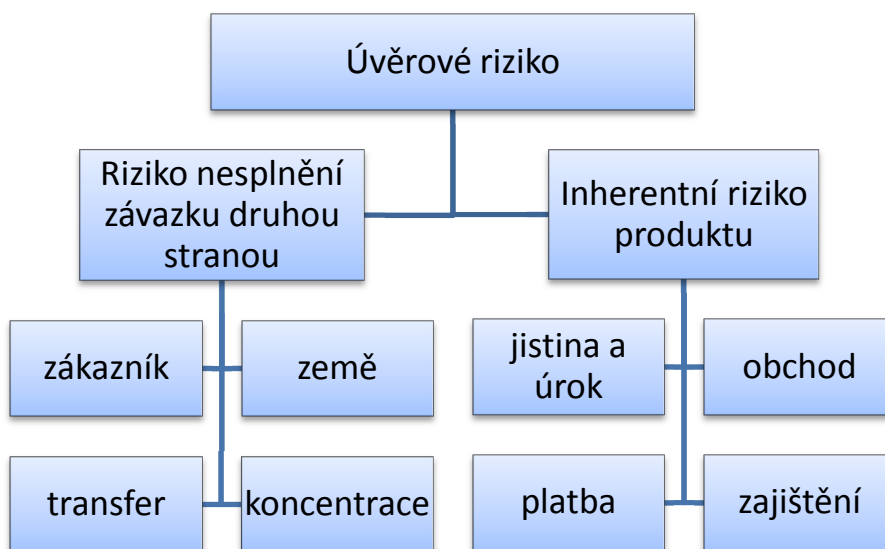 Úvěrové riziko
Riziko nesplnění
závazku druhou
stranou
Inherentní riziko
produktu
zákazník
země
jistina a
úrok
obchod
transfer
koncentrace
platba
zajištění